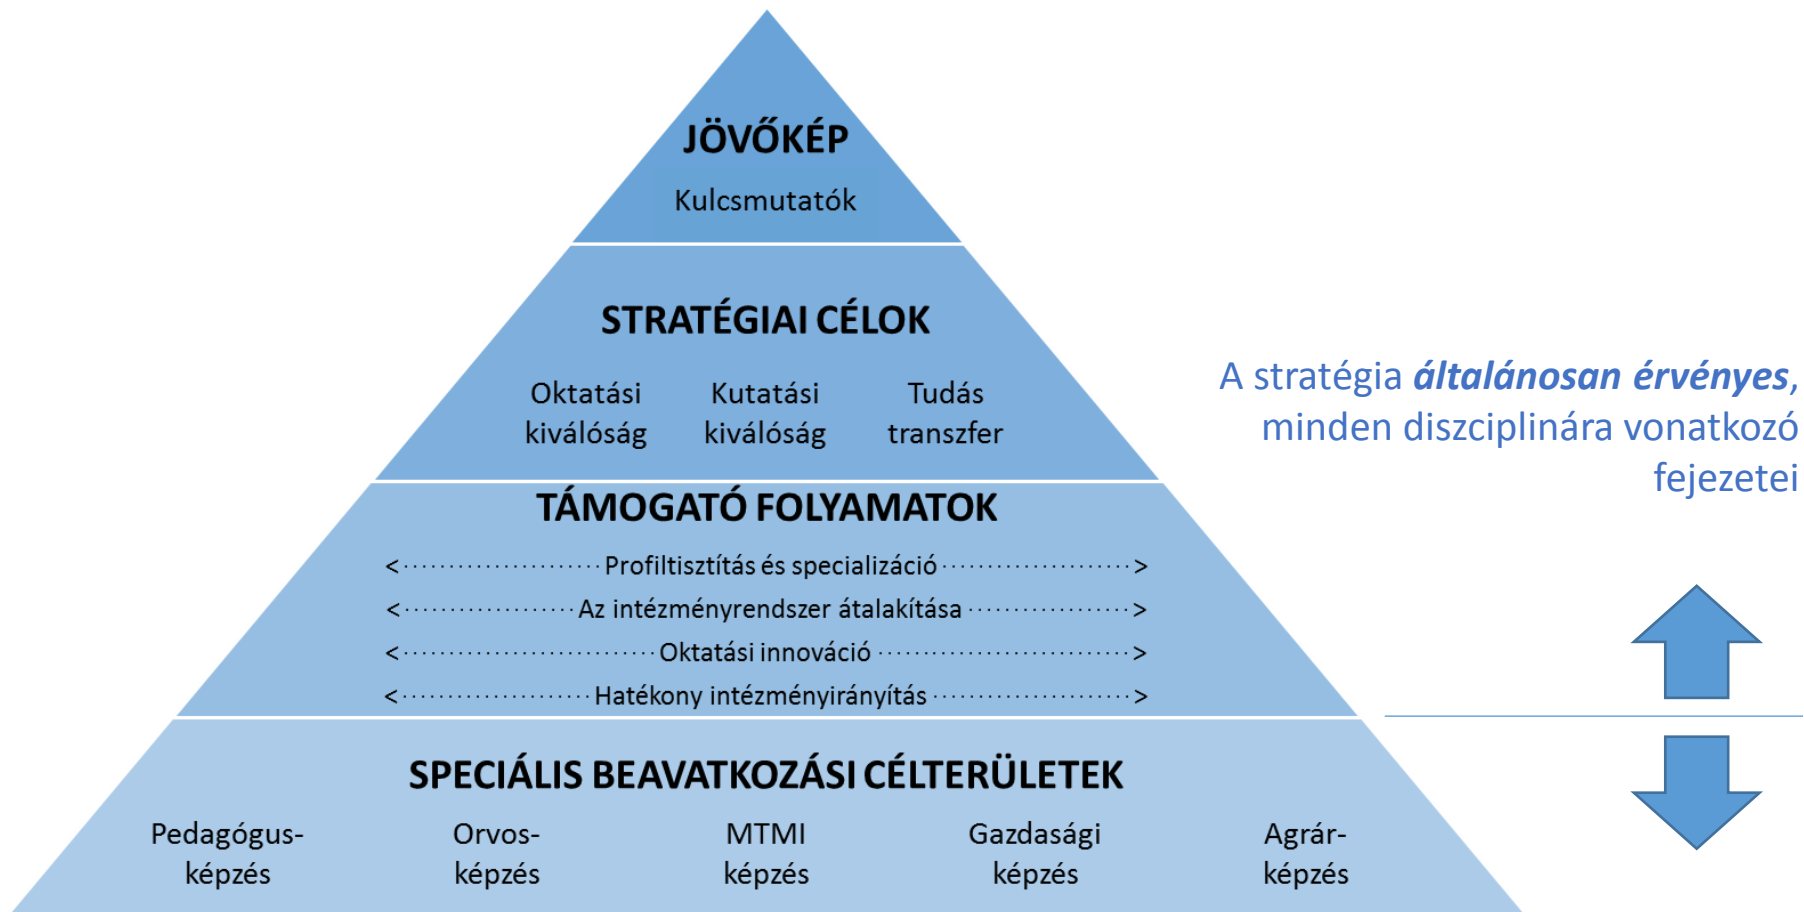 JÖVŐKÉP
Kulcsmutatók
STRATÉGIAI CÉLOK
Oktatási
kiválóság
Kutatási
kiválóság
Tudás
transzfer
A stratégia általánosan érvényes,
minden diszciplinára vonatkozó
fejezetei
TÁMOGATÓ FOLYAMATOK
<······················Profiltisztítás és specializáció·····················>
<···················Az intézményrendszer átalakítása··················>
<····························Oktatási innováció····························>
<·····················Hatékony intézményirányítás······················>
SPECIÁLIS BEAVATKOZÁSI CÉLTERÜLETEK
Pedagógus-
képzés
Orvos-
képzés
MTMI
képzés
Gazdasági
képzés
Agrár-
képzés